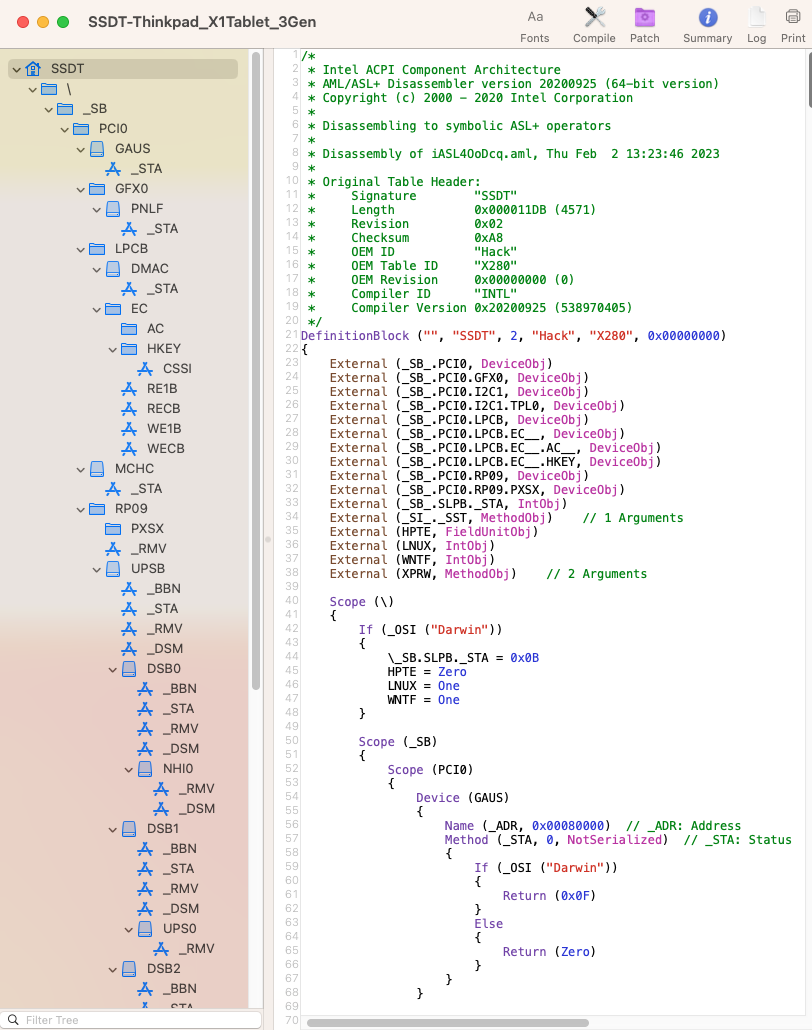 SSDT-Thinkpad_X1Tablet_3Gen
Aa
Fonts
Compile
Patch
Summary
Log
Print
SSDT
\
_SB
PCI0
GAUS
_STA
GFX0
PNLF
_STA
LPCB
DMAC
_STA
EC
AC
HKEY
CSSI
RE1B
RECB
WE1B
WECB
MCHC
_STA
RP09
PXSX
_RMV
UPSB
_BBN
_STA
_RMV
_DSM
DSB0
_BBN
_STA
_RMV
_DSM
NHI0
_RMV
_DSM
DSB1
_BBN
_STA
_RMV
_DSM
UPS0
_RMV
DSB2
_BBN
_STA
Filter Tree
1 /*
2 * Intel ACPI Component Architecture
3 * AML/ASL+ Disassembler version 20200925 (64-bit version)
4 * Copyright (c) 2000 - 2020 Intel Corporation
5 *
6 * Disassembling to symbolic ASL+ operators
7 *
8 * Disassembly of iASL4OoDcq.aml, Thu Feb  2 13:23:46 2023
9 *
10 * Original Table Header:
11 *     Signature        "SSDT"
12 *     Length           0x000011DB (4571)
13 *     Revision         0x02
14 *     Checksum         0xA8
15 *     OEM ID           "Hack"
16 *     OEM Table ID     "X280"
17 *     OEM Revision     0x00000000 (0)
18 *     Compiler ID      "INTL"
19 *     Compiler Version 0x20200925 (538970405)
20 */
21 DefinitionBlock ("", "SSDT", 2, "Hack", "X280", 0x00000000)
22 {
23     External (_SB_.PCI0, DeviceObj)
24     External (_SB_.PCI0.GFX0, DeviceObj)
25     External (_SB_.PCI0.I2C1, DeviceObj)
26     External (_SB_.PCI0.I2C1.TPL0, DeviceObj)
27     External (_SB_.PCI0.LPCB, DeviceObj)
28     External (_SB_.PCI0.LPCB.EC__, DeviceObj)
29     External (_SB_.PCI0.LPCB.EC__.AC__, DeviceObj)
30     External (_SB_.PCI0.LPCB.EC__.HKEY, DeviceObj)
31     External (_SB_.PCI0.RP09, DeviceObj)
32     External (_SB_.PCI0.RP09.PXSX, DeviceObj)
33     External (_SB_.SLPB._STA, IntObj)
34     External (_SI_._SST, MethodObj)    // 1 Arguments
35     External (HPTE, FieldUnitObj)
36     External (LNUX, IntObj)
37     External (WNTF, IntObj)
38     External (XPRW, MethodObj)    // 2 Arguments
39
40     Scope (\)
41     {
42         If (_OSI ("Darwin"))
43         {
44             \_SB.SLPB._STA = 0x0B
45             HPTE = Zero
46             LNUX = One
47             WNTF = One
48         }
49
50         Scope (_SB)
51         {
52             Scope (PCI0)
53             {
54                 Device (GAUS)
55                 {
56                     Name (_ADR, 0x00080000)  // _ADR: Address
57                     Method (_STA, 0, NotSerialized)  // _STA: Status
58                     {
59                         If (_OSI ("Darwin"))
60                         {
61                             Return (0x0F)
62                         }
63                         Else
64                         {
65                             Return (Zero)
66                         }
67                     }
68                 }
69
70